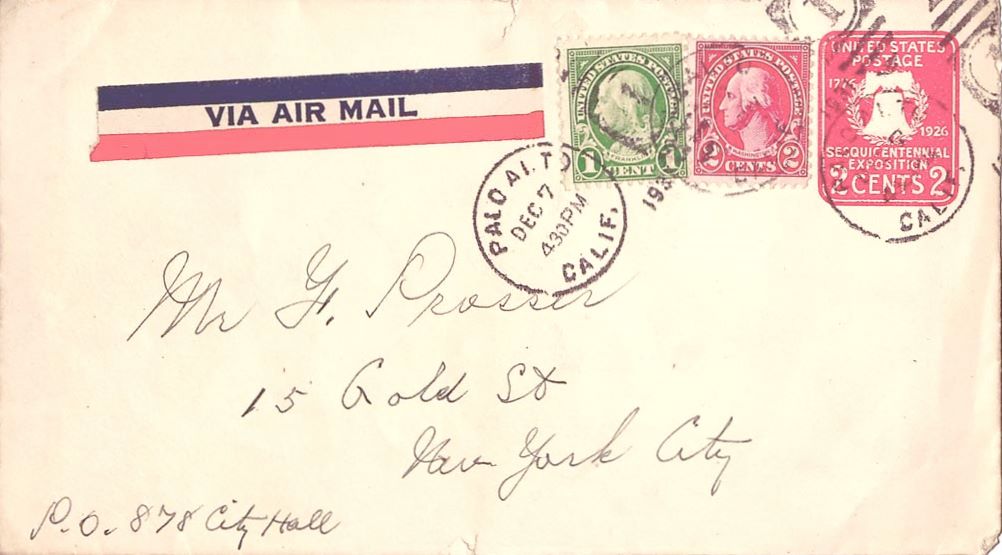 VIA AIR MAIL
UNITED STATES POSTAGE
FRANKLIN
1 CENT 1
UNITED STATES POSTAGE
WASHINGTON
2 CENTS 2
UNITED STATES
POSTAGE
1776
1926
SESQUICENTENNIAL
EXPOSITION
2 CENTS 2
PALO ALTO
DEC 7
430PM
CALIF.
CALIF.
Mr G. Prosser
15 Gold St
New York City
P.O. 878 City Hall